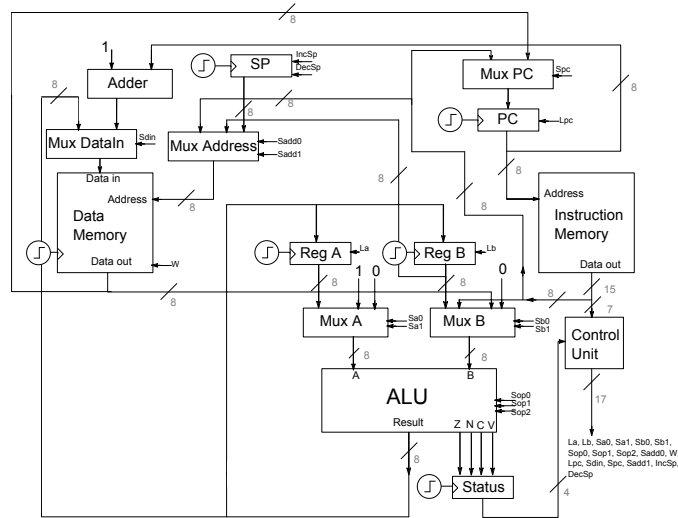 8
1
IncSp
SP
DecSp
Mux PC
Spc
Adder
8
8
8
8
PC
Lpc
Mux DataIn
Sdin
Mux Address
Sadd0
Sadd1
8
Data in
Address
8
8
8
Address
Data
Memory
Instruction
Memory
La
Reg A
Lb
Reg B
Data out
W
Data out
8
8
1 0
8
0
8
15
7
Mux A
Sa0
Sa1
Mux B
Sb0
Sb1
Control
Unit
8
8
A
B
ALU
Sop0
Sop1
Sop2
17
Result
Z N C V
8
La, Lb, Sa0, Sa1, Sb0, Sb1,
Sop0, Sop1, Sop2, Sadd0, W
Lpc, Sdin, Spc, Sadd1, IncSp,
DecSp
Status
4